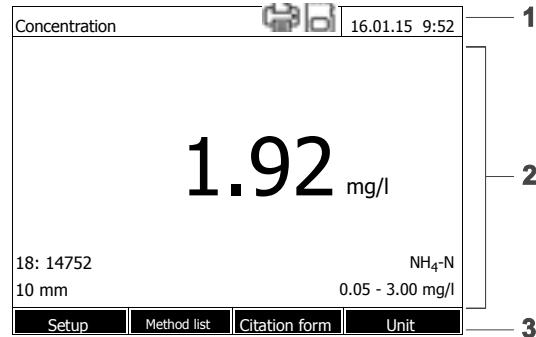 Concentration 16.01.15 9:52 1
1.92 mg/l
2
18: 14752 NH₄-N
10 mm 0.05 - 3.00 mg/l
Setup Method list Citation form Unit 3